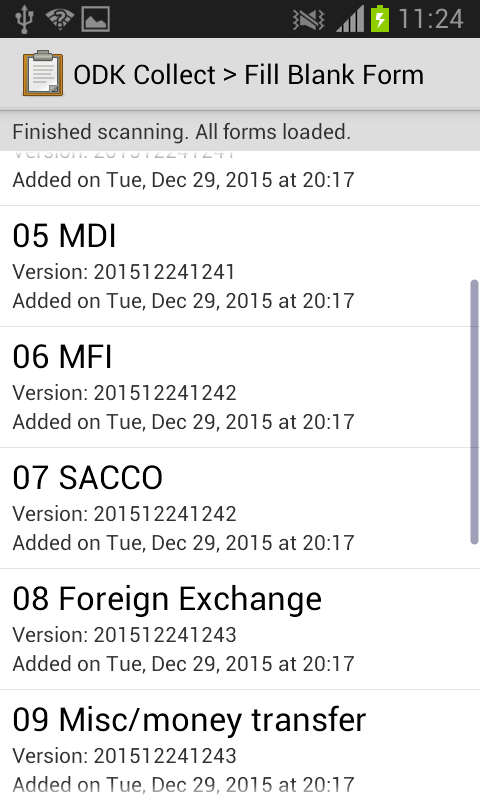 11:24
ODK Collect > Fill Blank Form
Finished scanning. All forms loaded.
Version: 201512241241
Added on Tue, Dec 29, 2015 at 20:17
05 MDI
Version: 201512241241
Added on Tue, Dec 29, 2015 at 20:17
06 MFI
Version: 201512241242
Added on Tue, Dec 29, 2015 at 20:17
07 SACCO
Version: 201512241242
Added on Tue, Dec 29, 2015 at 20:17
08 Foreign Exchange
Version: 201512241243
Added on Tue, Dec 29, 2015 at 20:17
09 Misc/money transfer
Version: 201512241243
Added on Tue, Dec 29, 2015 at 20:17